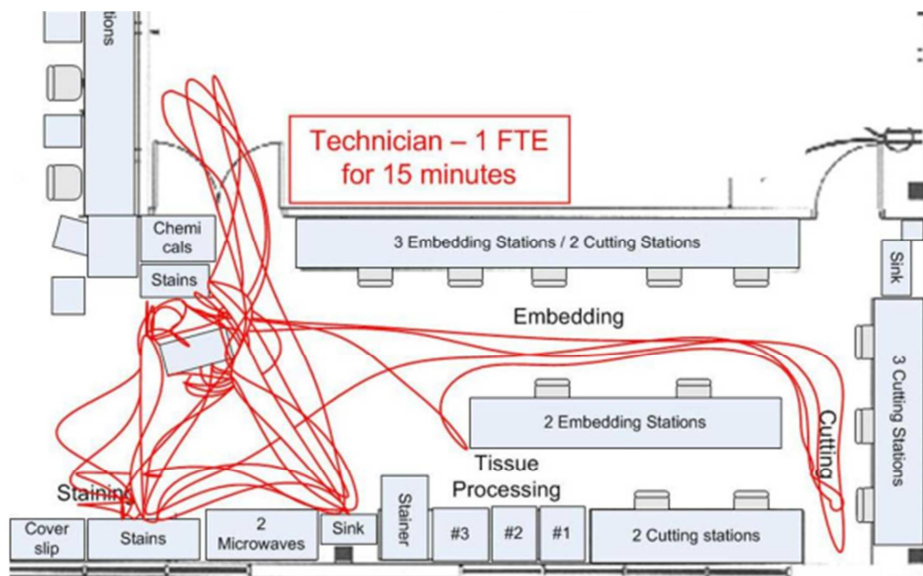 tions
Technician – 1 FTE
for 15 minutes
Chemi
cals
Stains
3 Embedding Stations / 2 Cutting Stations
Sink
Embedding
3 Cutting Stations
2 Embedding Stations
Cutting
Tissue
Processing
Staining
Stainer
Cover
slip
Stains
2
Microwaves
Sink
#3
#2
#1
2 Cutting stations